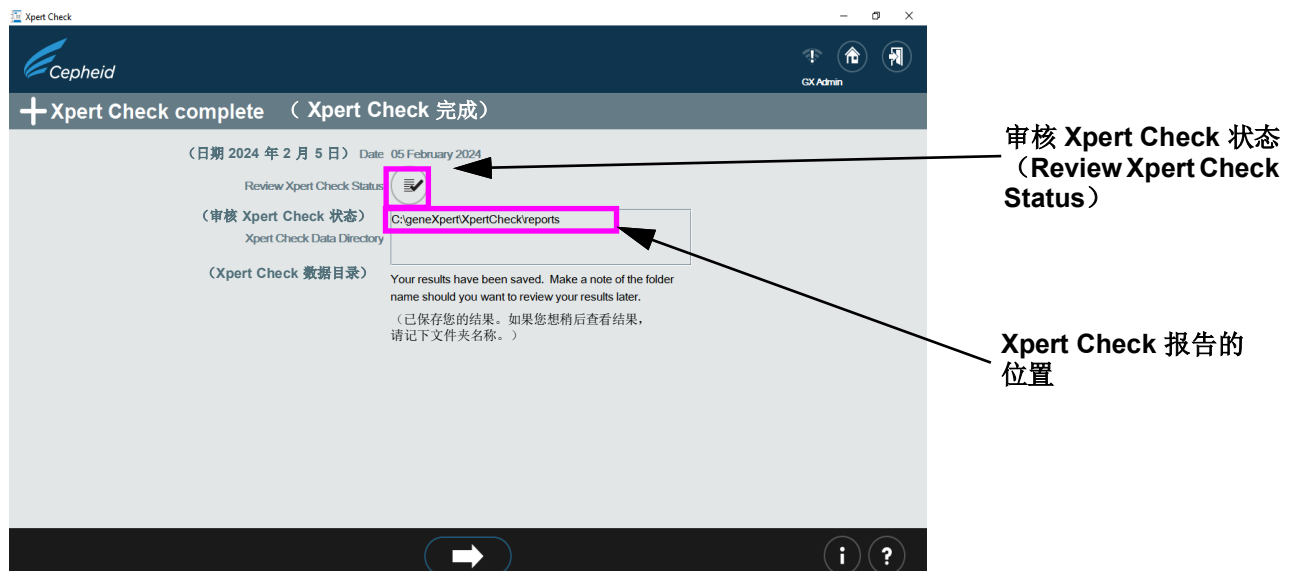 Xpert Check
Cepheid
GX Admin
Xpert Check complete （ Xpert Check 完成）
（日期 2024 年 2 月 5 日） Date 05 February 2024
Review Xpert Check Status
（审核 Xpert Check 状态）
C:\geneXpert\XpertCheck\reports
Xpert Check Data Directory
（Xpert Check 数据目录）
Your results have been saved. Make a note of the folder
name should you want to review your results later.
（已保存您的结果。如果您想稍后查看结果，
请记下文件夹名称。）
审核 Xpert Check 状态
（Review Xpert Check
Status）
Xpert Check 报告的
位置
i
?